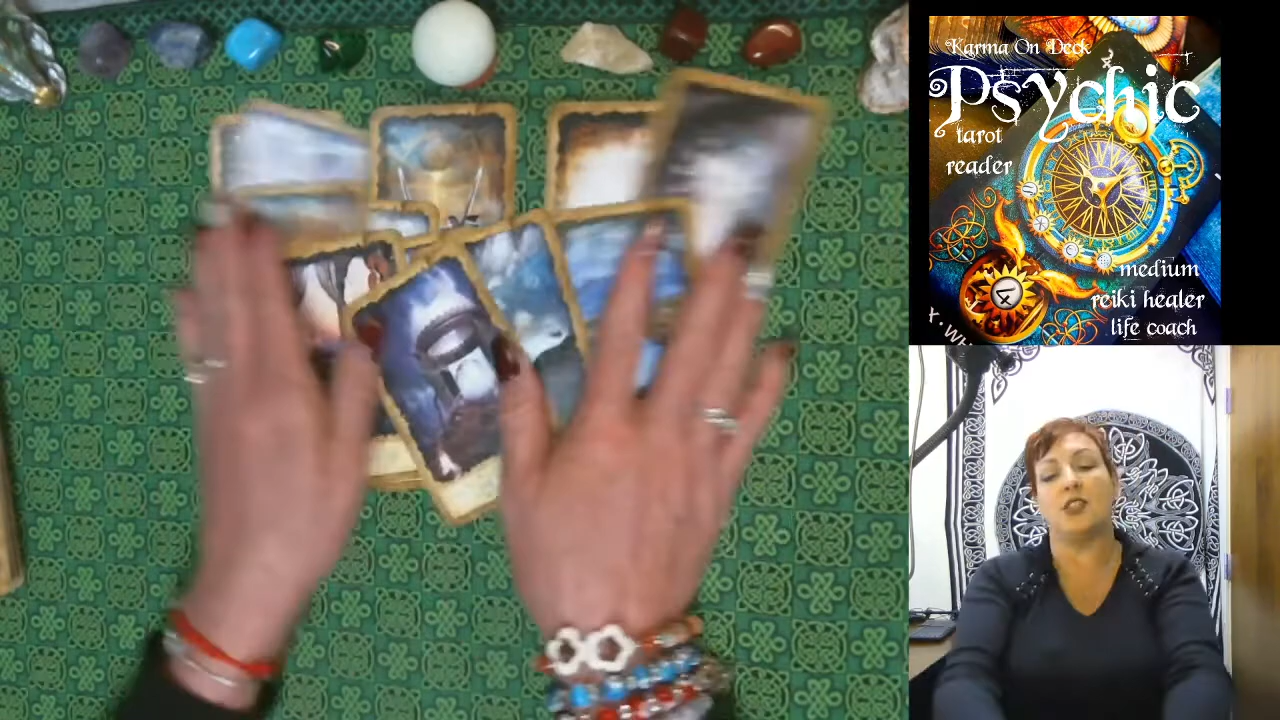 Karma On Deck
Psychic
tarot
reader
medium
reiki healer
life coach